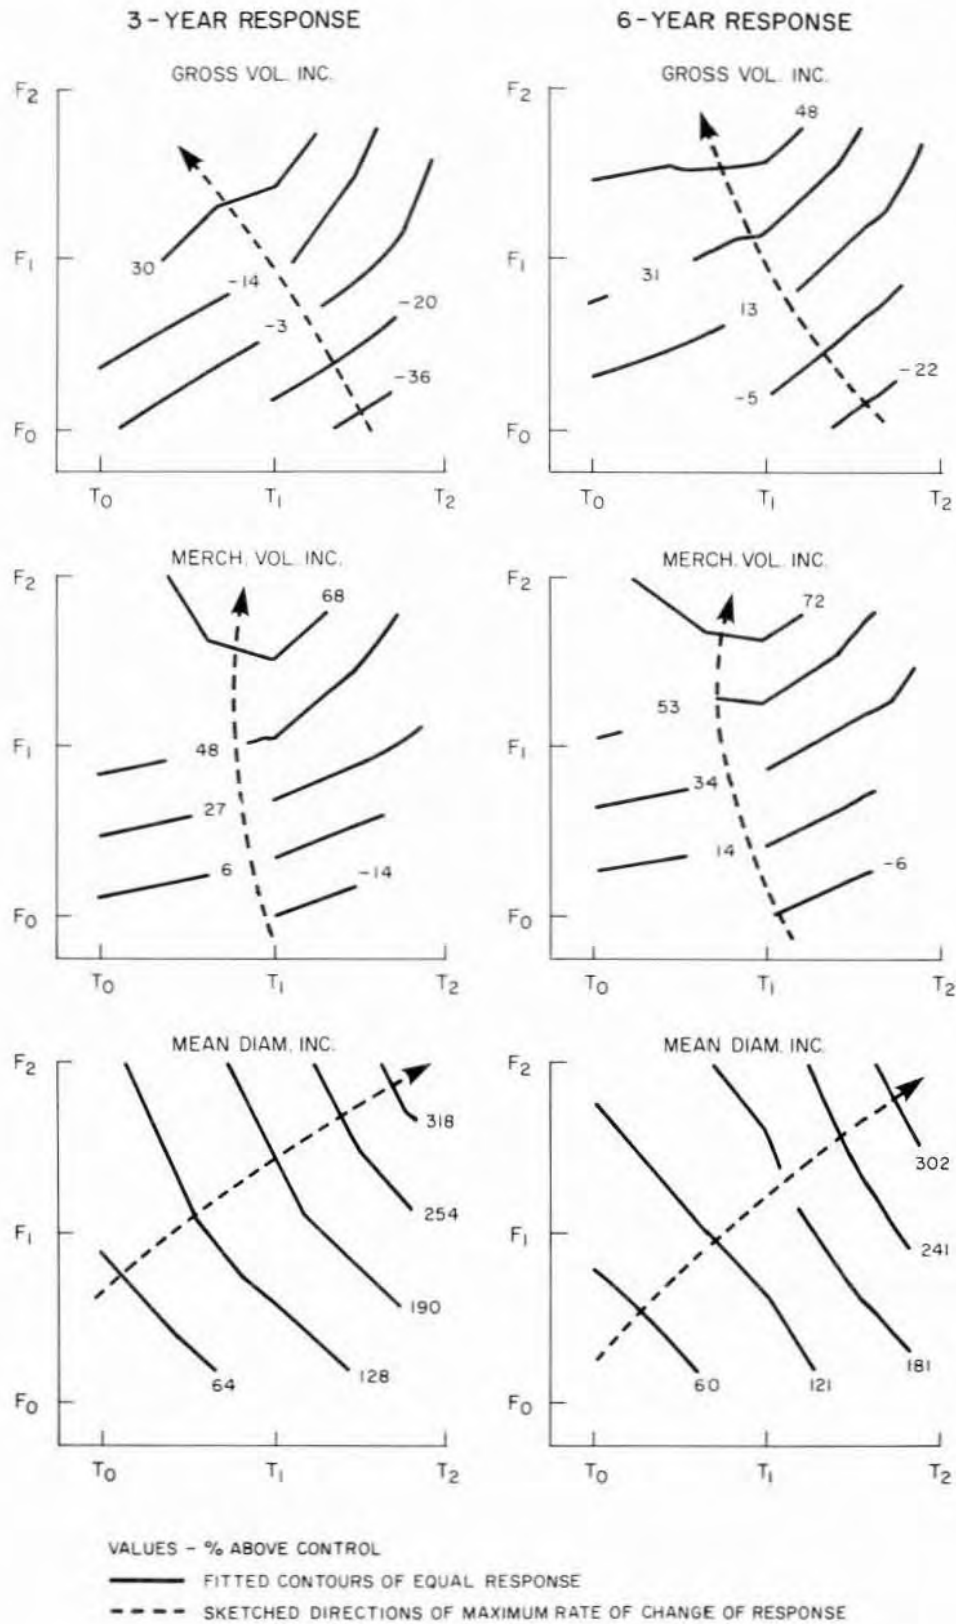 3-YEAR RESPONSE
6-YEAR RESPONSE
GROSS VOL. INC.
F2
F1
F0
30
-14
-3
-20
-36
T0
T1
T2
GROSS VOL. INC.
F2
F1
F0
48
31
13
-5
-22
T0
T1
T2
MERCH. VOL. INC.
F2
F1
F0
68
48
27
6
-14
T0
T1
T2
MERCH. VOL. INC.
F2
F1
F0
72
53
34
14
-6
T0
T1
T2
MEAN DIAM. INC.
F2
F1
F0
318
254
190
128
64
T0
T1
T2
MEAN DIAM. INC.
F2
F1
F0
302
241
181
121
60
T0
T1
T2
VALUES - % ABOVE CONTROL
FITTED CONTOURS OF EQUAL RESPONSE
SKETCHED DIRECTIONS OF MAXIMUM RATE OF CHANGE OF RESPONSE